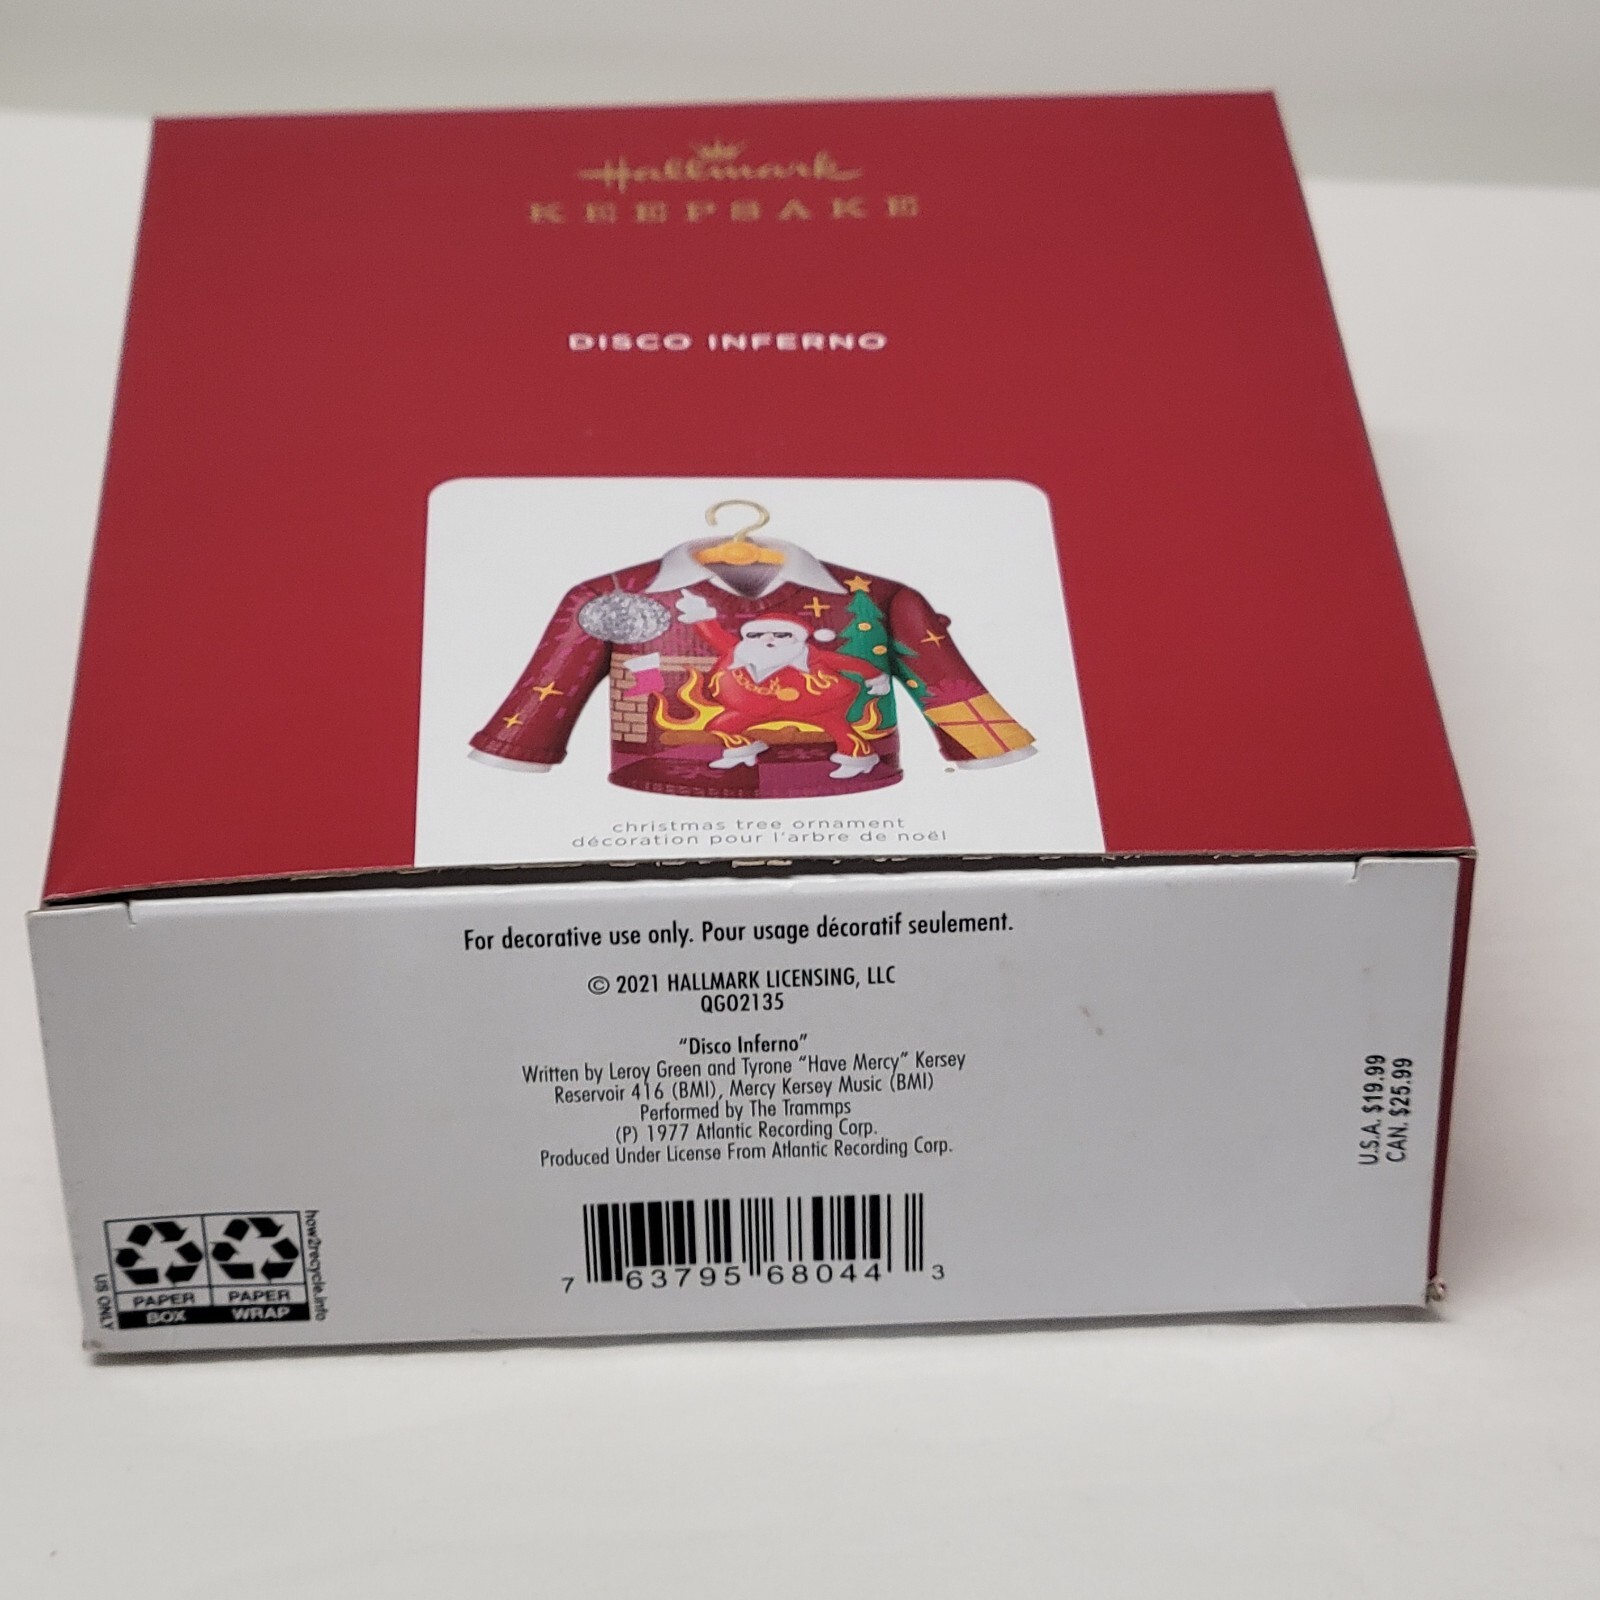 Hallmark
KEEPSAKE
DISCO INFERNO
christmas tree ornament
décoration pour l'arbre de noël
For decorative use only. Pour usage décoratif seulement.
© 2021 HALLMARK LICENSING, LLC
QGO2135
“Disco Inferno”
Written by Leroy Green and Tyrone “Have Mercy” Kersey
Reservoir 416 (BMI), Mercy Kersey Music (BMI)
Performed by The Trammps
(P) 1977 Atlantic Recording Corp.
Produced Under License From Atlantic Recording Corp.
U.S.A. $19.99
CAN. $25.99
US ONLY
PAPER PAPER
BOX WRAP
how2recycle.info
7 63795 68044 3